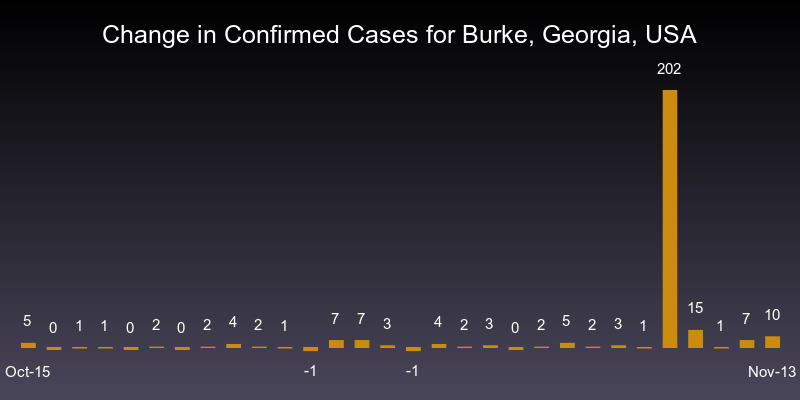 Change in Confirmed Cases for Burke, Georgia, USA
202
5 0 1 1 0 2 0 2 4 2 1 7 7 3 4 2 3 0 2 5 2 3 1 15 1 7 10
Oct-15 -1 -1 Nov-13